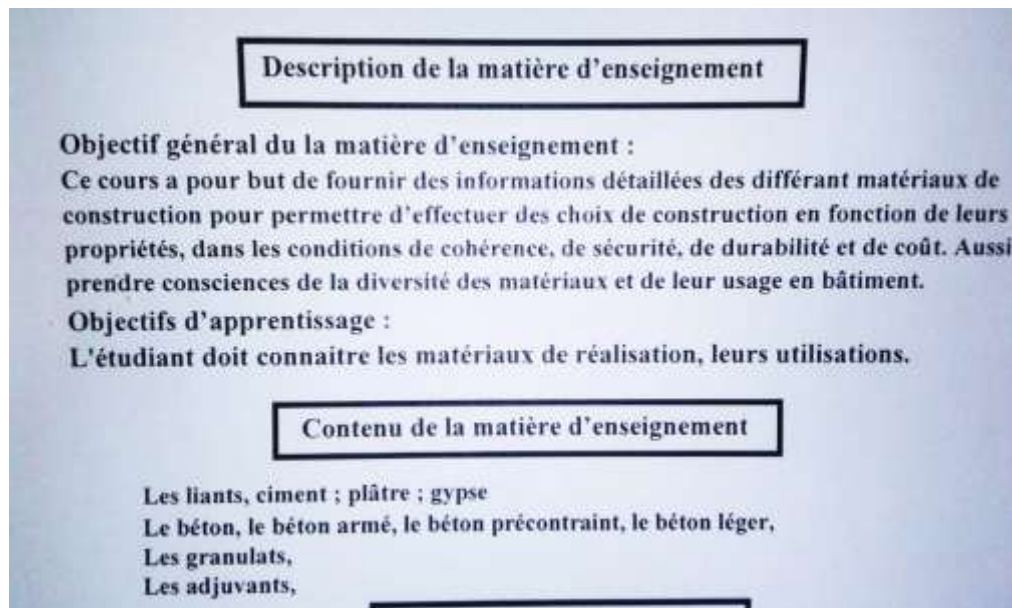 Description de la matière d'enseignement
Objectif général du la matière d'enseignement :
Ce cours a pour but de fournir des informations détaillées des différant matériaux de
construction pour permettre d'effectuer des choix de construction en fonction de leurs
propriétés, dans les conditions de cohérence, de sécurité, de durabilité et de coût. Aussi
prendre consciences de la diversité des matériaux et de leur usage en bâtiment.
Objectifs d'apprentissage :
L'étudiant doit connaitre les matériaux de réalisation, leurs utilisations.
Contenu de la matière d'enseignement
Les liants, ciment ; plâtre ; gypse
Le béton, le béton armé, le béton précontraint, le béton léger,
Les granulats,
Les adjuvants,